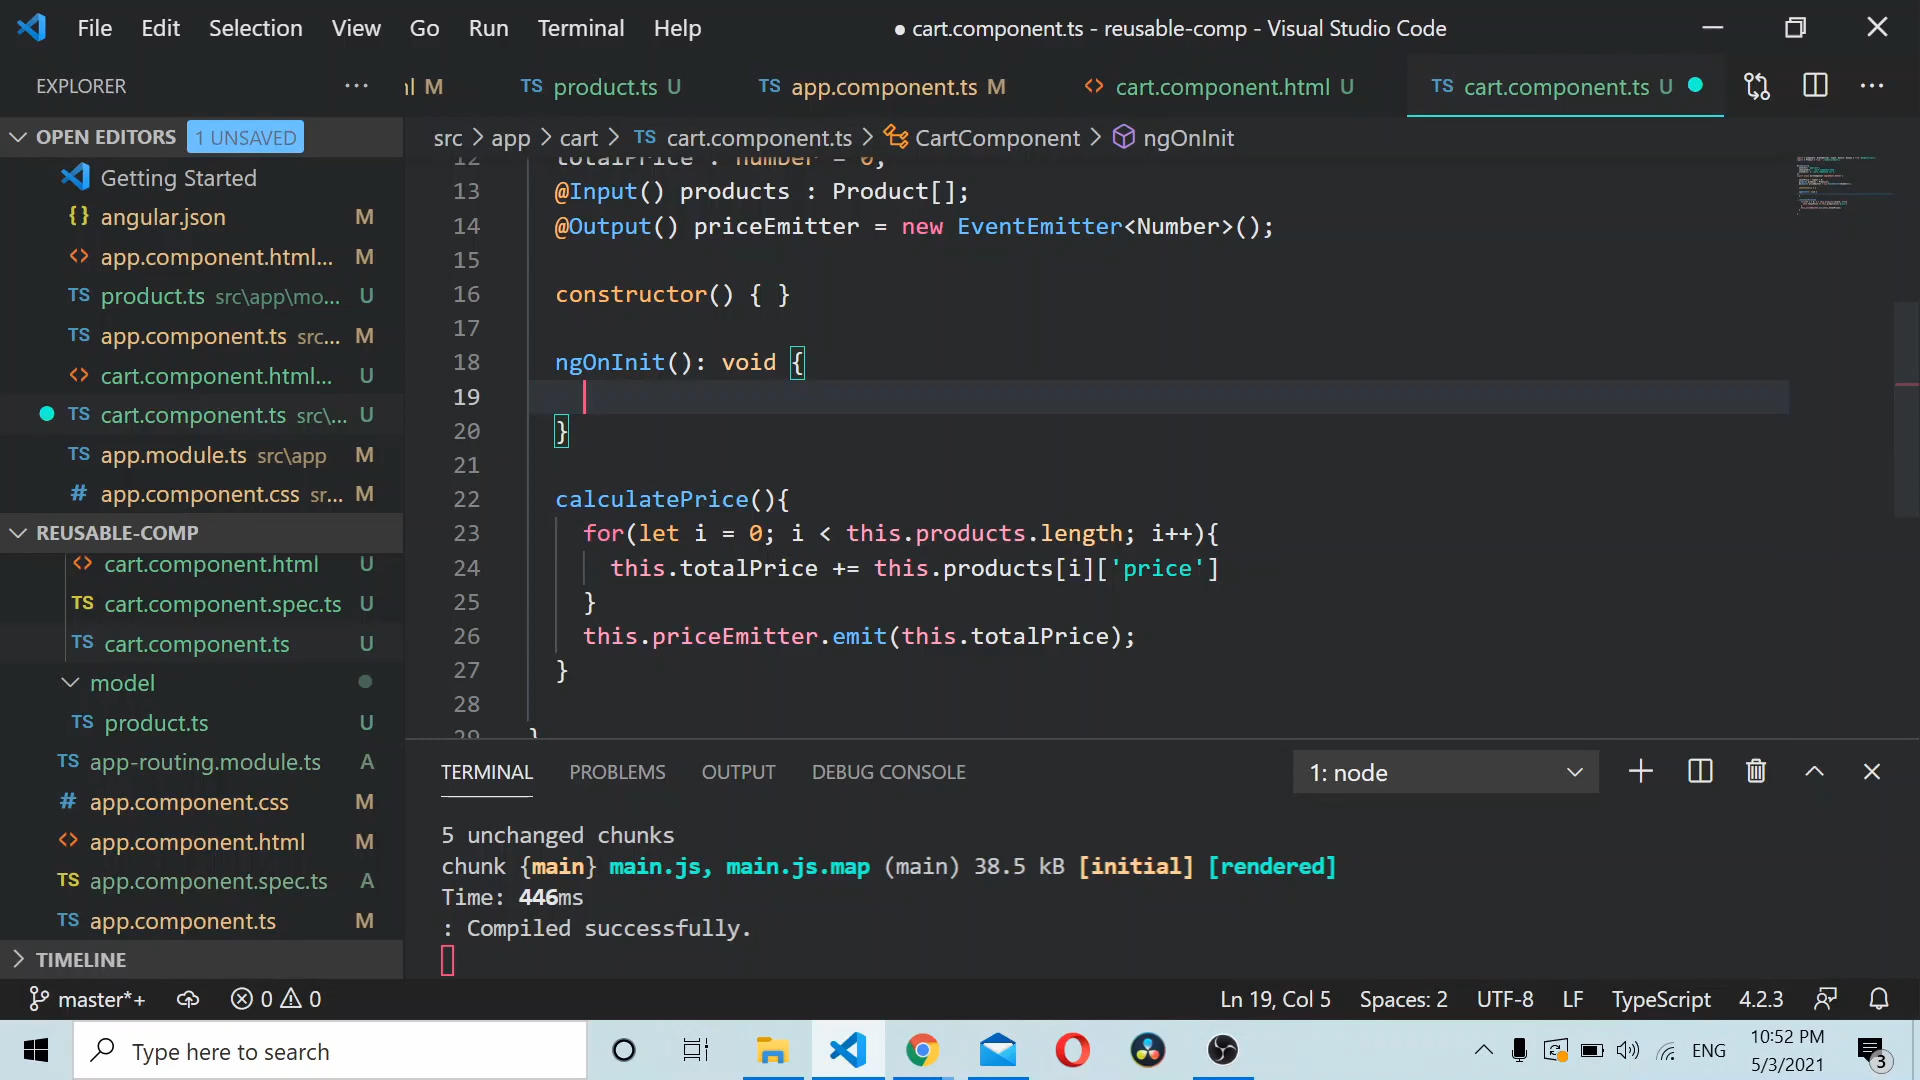 File Edit Selection View Go Run Terminal Help
● cart.component.ts - reusable-comp - Visual Studio Code
EXPLORER ···
M
TS product.ts U
TS app.component.ts M
<> cart.component.html U
TS cart.component.ts U
OPEN EDITORS 1 UNSAVED
Getting Started
{} angular.json M
<> app.component.html... M
TS product.ts src\app\mo... U
TS app.component.ts src... M
<> cart.component.html... U
TS cart.component.ts src\... U
TS app.module.ts src\app M
# app.component.css sr... M
REUSABLE-COMP
<> cart.component.html U
TS cart.component.spec.ts U
TS cart.component.ts U
model
TS product.ts U
TS app-routing.module.ts A
# app.component.css M
<> app.component.html M
TS app.component.spec.ts A
TS app.component.ts M
TIMELINE
src > app > cart > TS cart.component.ts > CartComponent > ngOnInit
12 totalPrice : number = 0;
13 @Input() products : Product[];
14 @Output() priceEmitter = new EventEmitter<Number>();
15
16 constructor() { }
17
18 ngOnInit(): void {
19
20 }
21
22 calculatePrice(){
23 for(let i = 0; i < this.products.length; i++){
24 this.totalPrice += this.products[i]['price']
25 }
26 this.priceEmitter.emit(this.totalPrice);
27 }
28
29 }
TERMINAL PROBLEMS OUTPUT DEBUG CONSOLE
1: node
5 unchanged chunks
chunk {main} main.js, main.js.map (main) 38.5 kB [initial] [rendered]
Time: 446ms
: Compiled successfully.
master*+ 0 0
Ln 19, Col 5 Spaces: 2 UTF-8 LF TypeScript 4.2.3
Type here to search
ENG
10:52 PM
5/3/2021
3